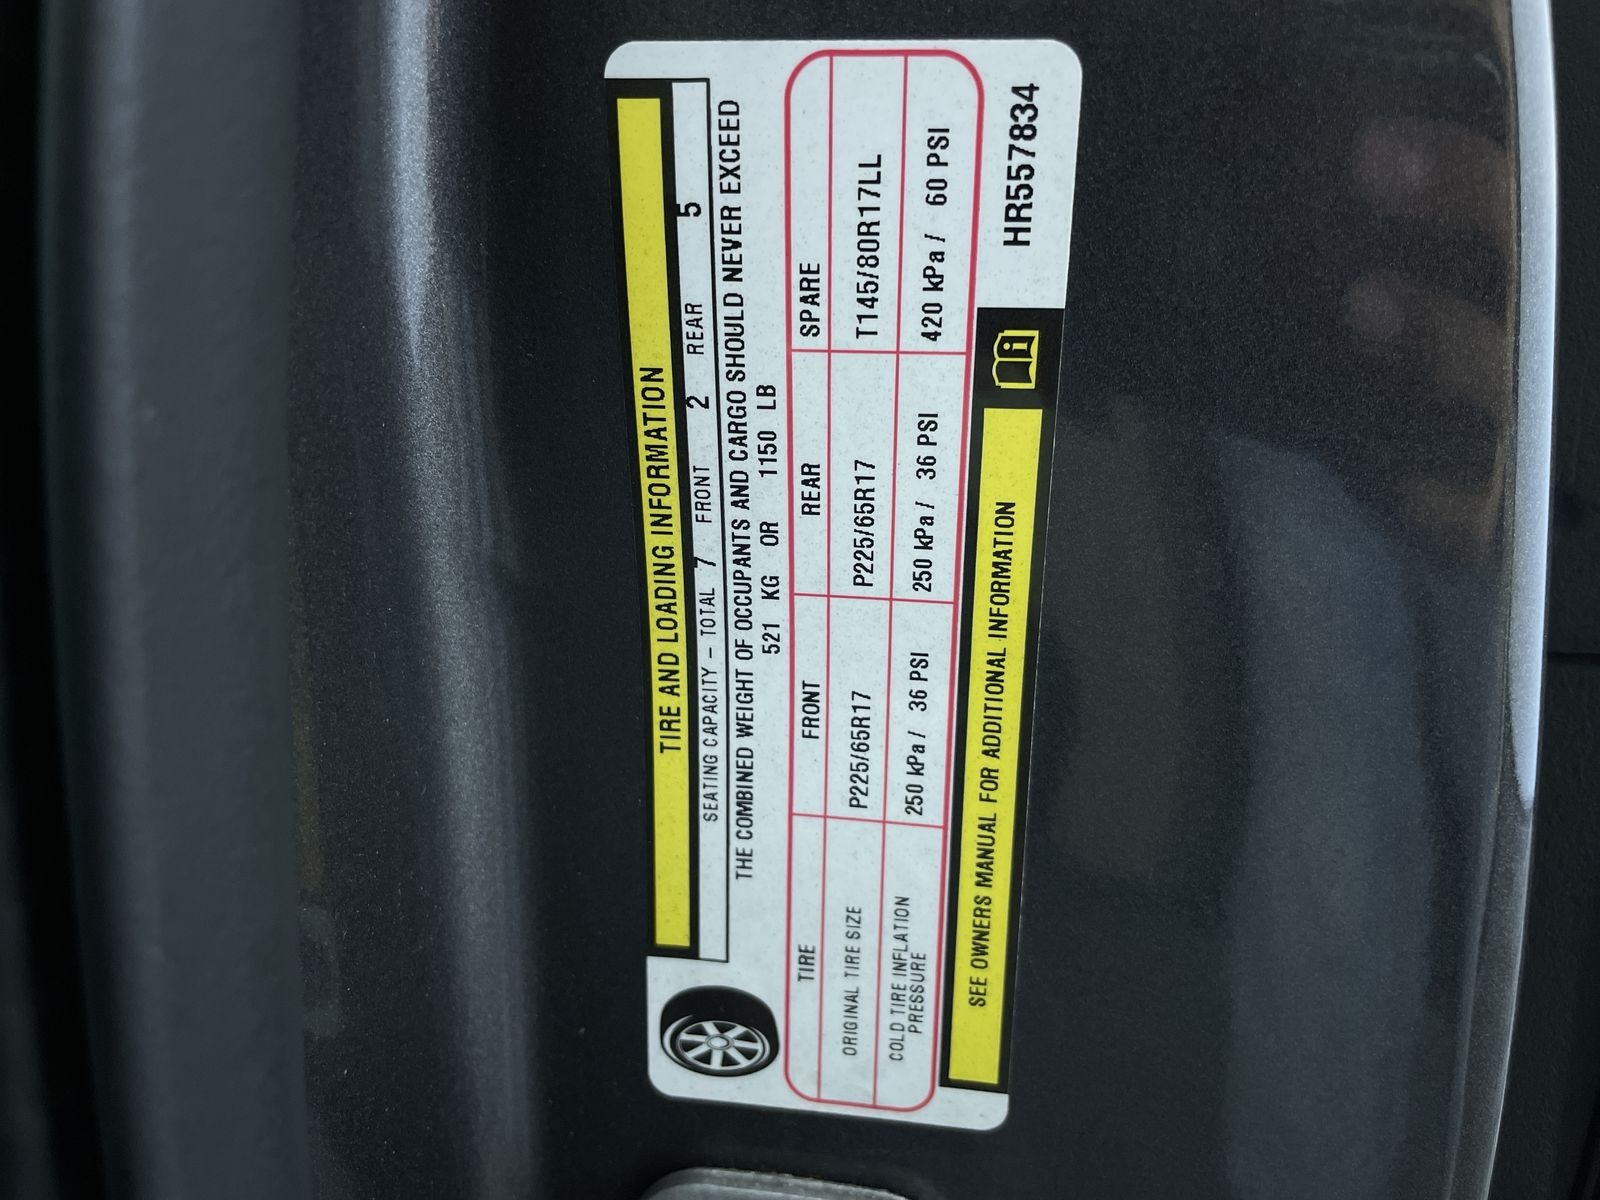 TIRE AND LOADING INFORMATION
SEATING CAPACITY - TOTAL 7 FRONT 2 REAR 5
THE COMBINED WEIGHT OF OCCUPANTS AND CARGO SHOULD NEVER EXCEED
521 KG OR 1150 LB
TIRE FRONT REAR SPARE
ORIGINAL TIRE SIZE P225/65R17 P225/65R17 T145/80R17LL
COLD TIRE INFLATION PRESSURE 250 kPa/ 36 PSI 250 kPa/ 36 PSI 420 kPa/ 60 PSI
SEE OWNERS MANUAL FOR ADDITIONAL INFORMATION
HR557834